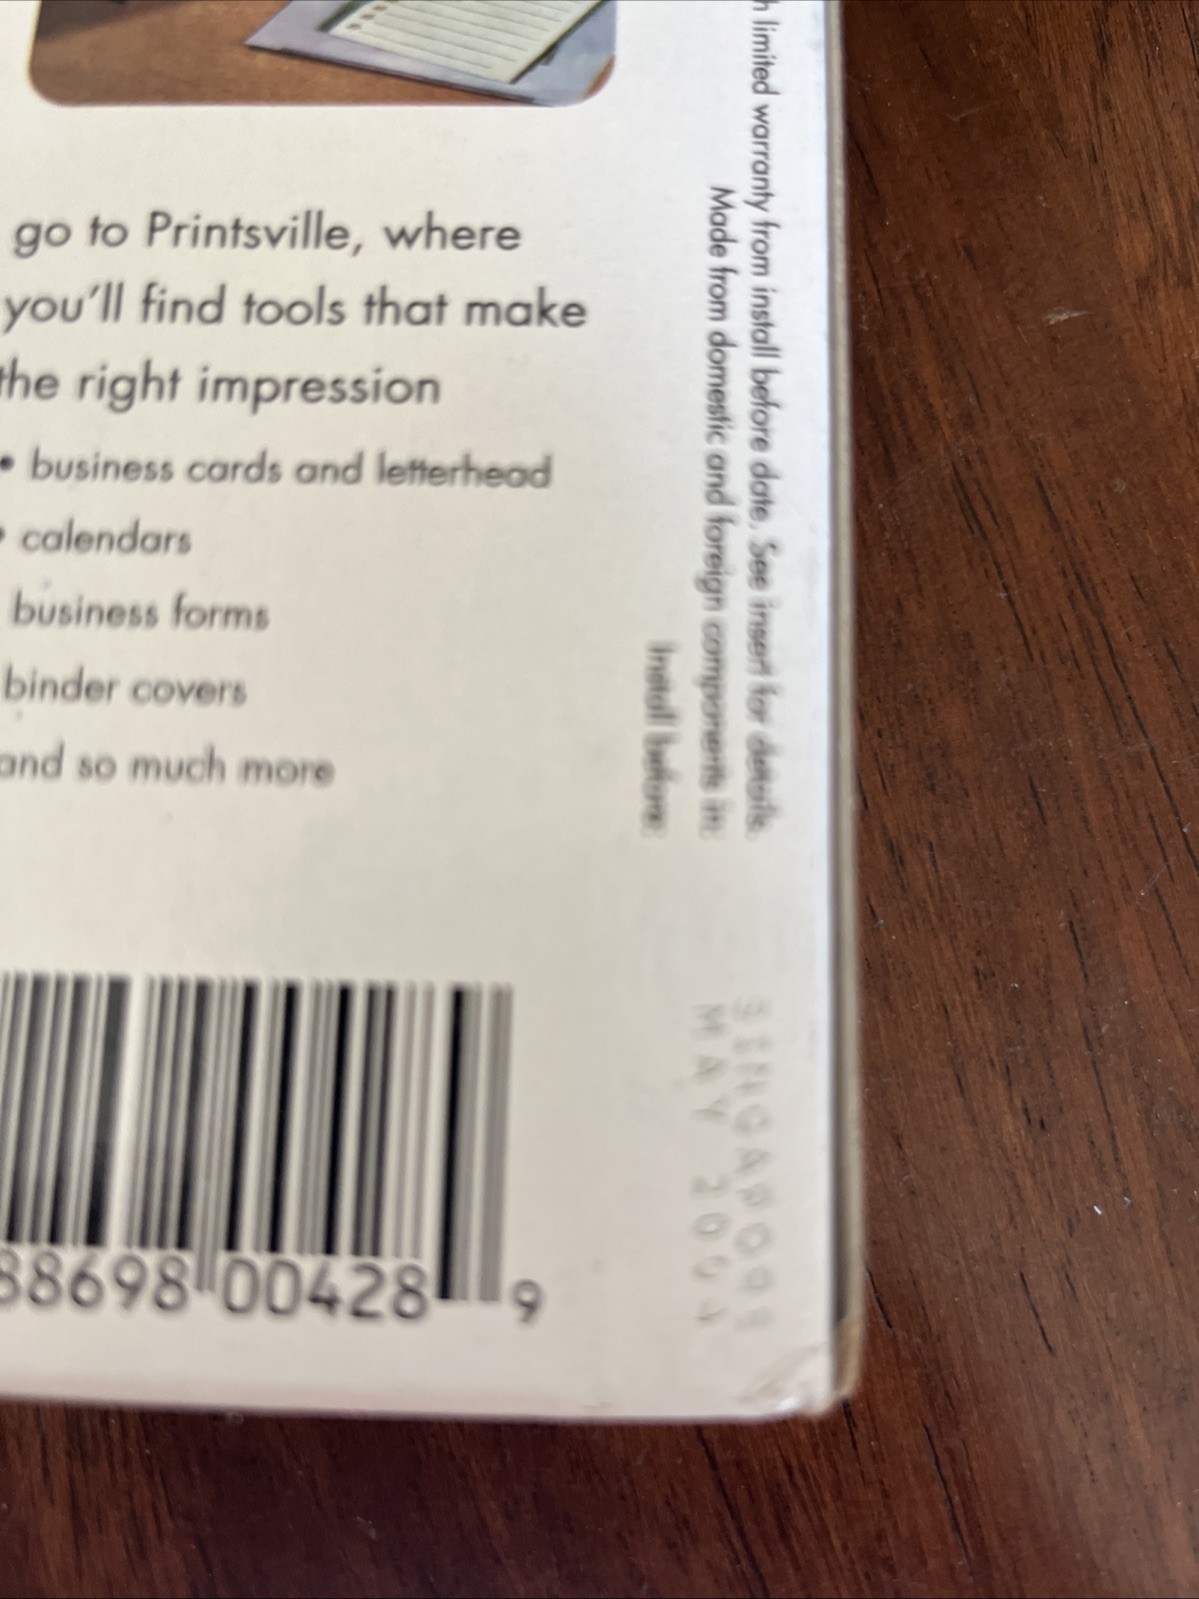 go to Printsville, where
you'll find tools that make
the right impression
• business cards and letterhead
• calendars
business forms
binder covers
and so much more
88698 00428 9
h limited warranty from install before date. See insert for details.
Made from domestic and foreign components in:
Install before:
SINGAPORE
MAY 2004